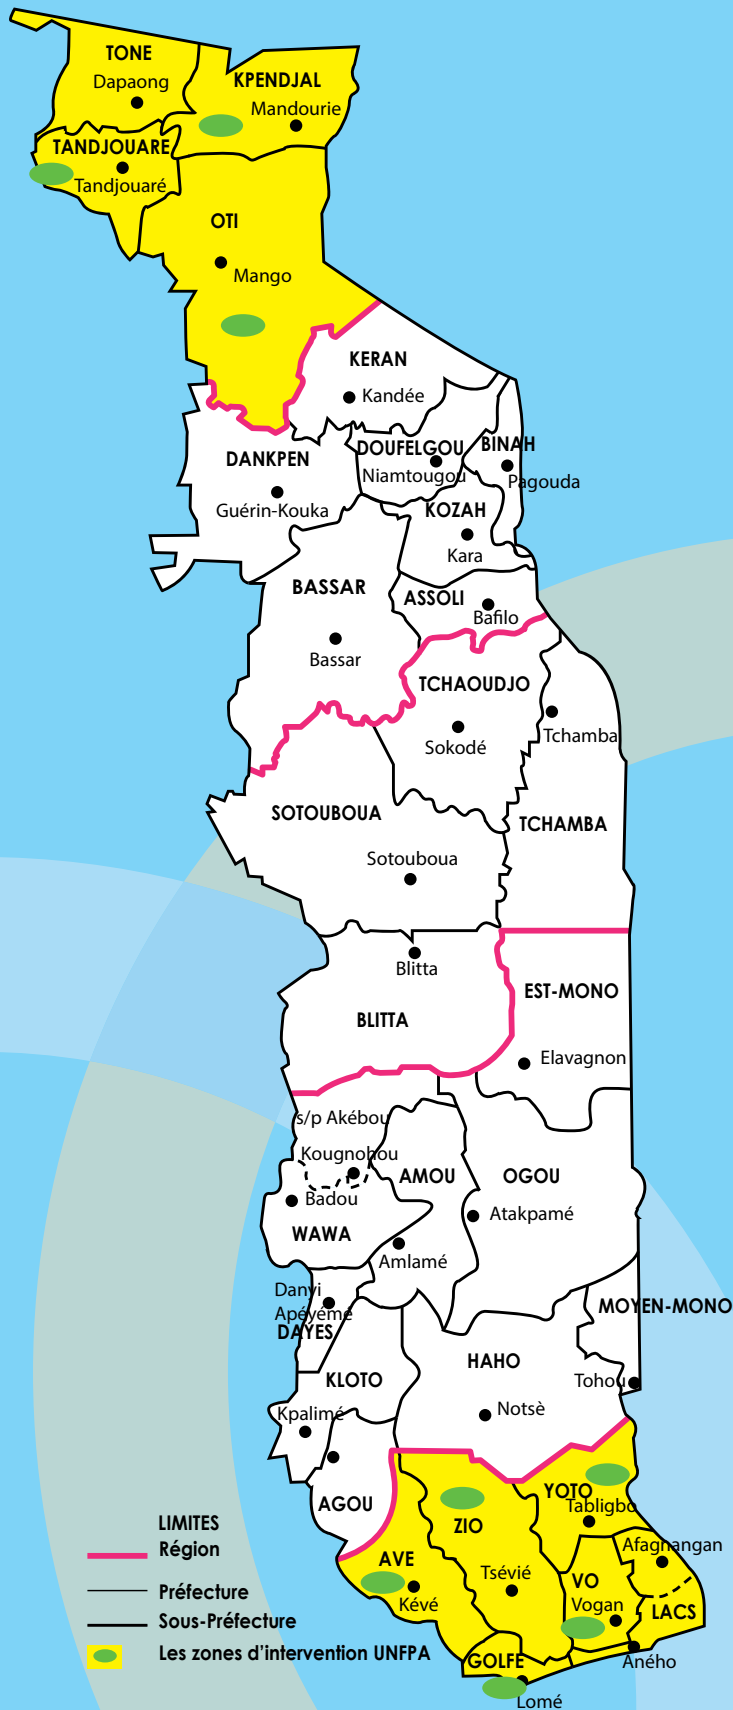 TONE
Dapaong
KPENDJAL
Mandourie
TANDJOUARE
Tandjouaré
OTI
Mango
KERAN
Kandée
DOUFELGOU
Niamtougou
BINAH
Pagouda
DANKPEN
Guérin-Kouka
KOZAH
Kara
BASSAR
Bassar
ASSOLI
Bafilo
TCHAOUDJO
Sokodé
Tchamba
TCHAMBA
SOTOUBOUA
Sotouboua
Blitta
BLITTA
EST-MONO
Elavagnon
s/p Akébou
Kougnohou
Badou
WAWA
AMOU
Amlamé
OGOU
Atakpamé
Danyi
Apéyémé
DAYES
MOYEN-MONO
Tohou
HAHO
Notsè
KLOTO
Kpalimé
AGOU
YOTO
Tabligbo
ZIO
Tsévié
AVE
Kévé
Afagnangan
VO
Vogan
LACS
Aného
GOLFE
Lomé
LIMITES
Région
Préfecture
Sous-Préfecture
Les zones d'intervention UNFPA